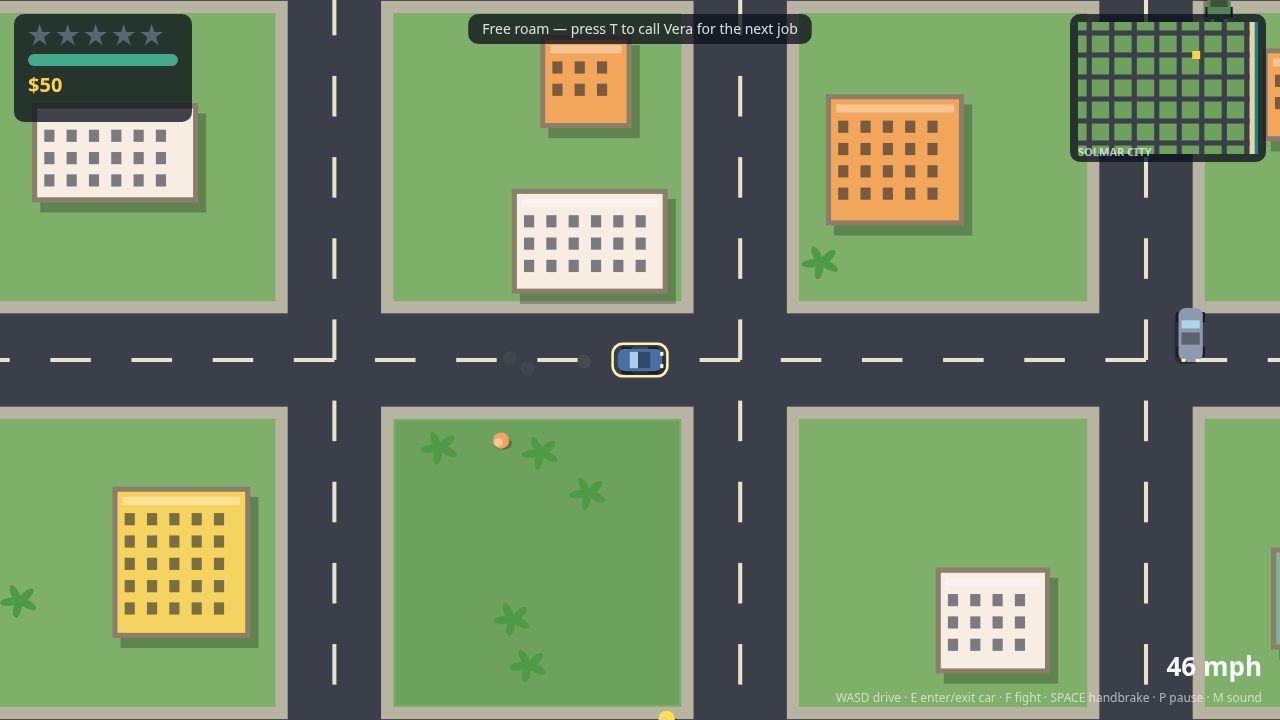 Free roam — press T to call Vera for the next job
$50
SOLMAR CITY
46 mph
WASD drive · E enter/exit car · F fight · SPACE handbrake · P pause · M sound